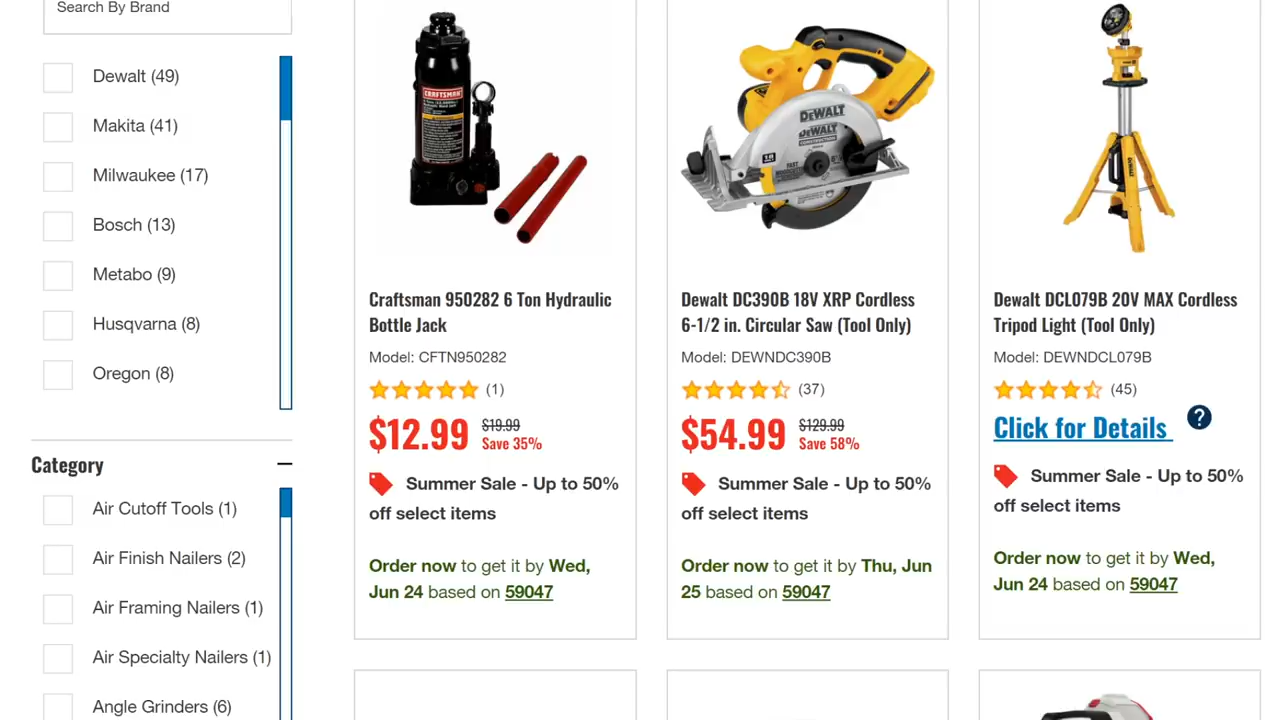 Search By Brand
Dewalt (49)
Makita (41)
Milwaukee (17)
Bosch (13)
Metabo (9)
Husqvarna (8)
Oregon (8)
Category
Air Cutoff Tools (1)
Air Finish Nailers (2)
Air Framing Nailers (1)
Air Specialty Nailers (1)
Angle Grinders (6)
CRAFTSMAN
Craftsman 950282 6 Ton Hydraulic
Bottle Jack
Model: CFTN950282
(1)
$12.99 $19.99
Save 35%
Summer Sale - Up to 50%
off select items
Order now to get it by Wed,
Jun 24 based on 59047
DEWALT
DEWALT
Dewalt DC390B 18V XRP Cordless
6-1/2 in. Circular Saw (Tool Only)
Model: DEWNDC390B
(37)
$54.99 $129.99
Save 58%
Summer Sale - Up to 50%
off select items
Order now to get it by Thu, Jun
25 based on 59047
DEWALT
Dewalt DCL079B 20V MAX Cordless
Tripod Light (Tool Only)
Model: DEWNDCL079B
(45)
Click for Details ?
Summer Sale - Up to 50%
off select items
Order now to get it by Wed,
Jun 24 based on 59047